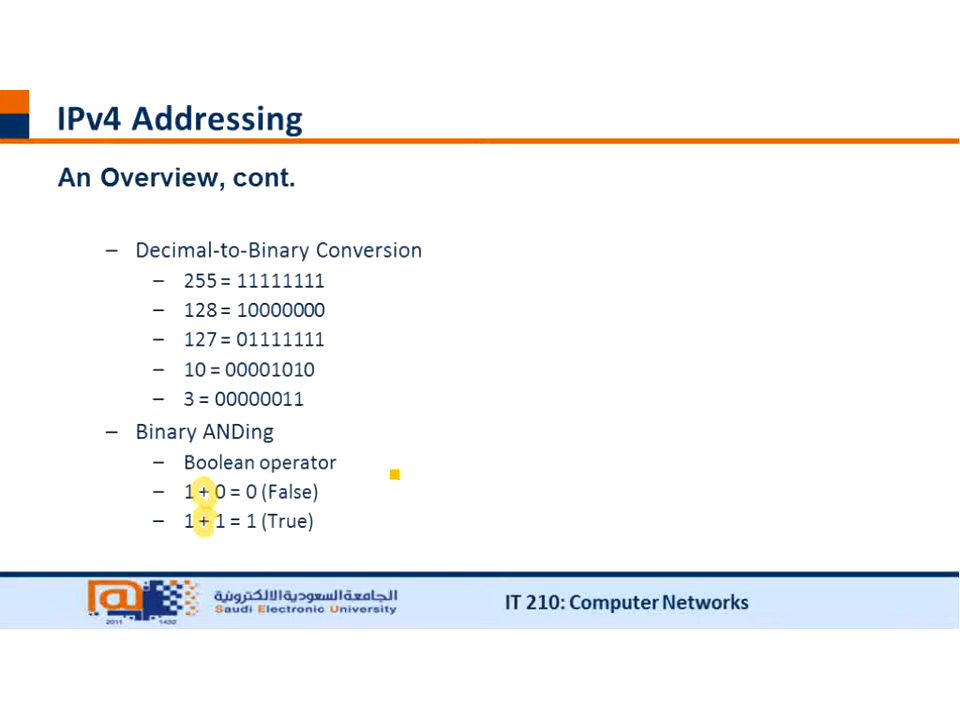 IPv4 Addressing
An Overview, cont.
– Decimal-to-Binary Conversion
– 255 = 11111111
– 128 = 10000000
– 127 = 01111111
– 10 = 00001010
– 3 = 00000011
– Binary ANDing
– Boolean operator
– 1 + 0 = 0 (False)
– 1 + 1 = 1 (True)
الجامعة السعودية الالكترونية
Saudi Electronic University
2011 1432
IT 210: Computer Networks